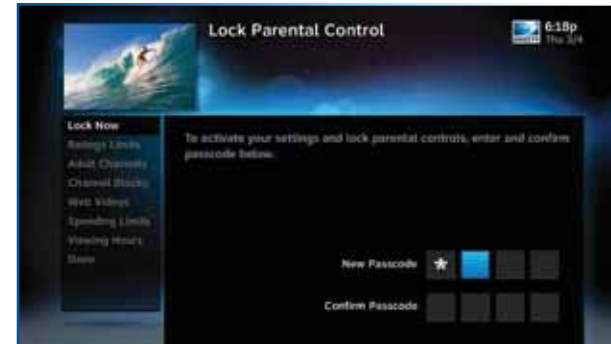 Lock Parental Control
6:18p
Thu 3/4
Lock Now
Ratings Limits
Adult Channels
Channel Blocks
Web Videos
Spending Limits
Viewing Hours
Done
To activate your settings and lock parental controls, enter and confirm
passcode below.
New Passcode *
Confirm Passcode